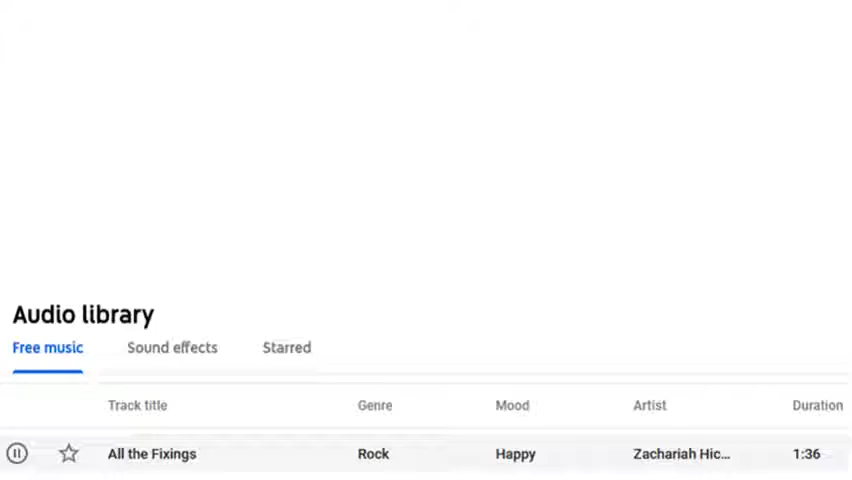 Audio library
Free music Sound effects Starred
Track title Genre Mood Artist Duration
All the Fixings Rock Happy Zachariah Hic... 1:36